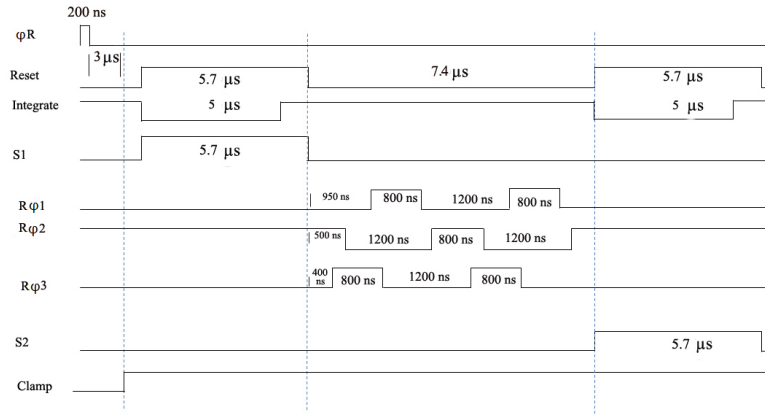 200 ns
φR
3 μs
Reset
5.7 μs
7.4 μs
5.7 μs
Integrate
5 μs
5 μs
S1
5.7 μs
Rφ1
950 ns
800 ns
1200 ns
800 ns
Rφ2
500 ns
1200 ns
800 ns
1200 ns
Rφ3
400
ns
800 ns
1200 ns
800 ns
S2
5.7 μs
Clamp